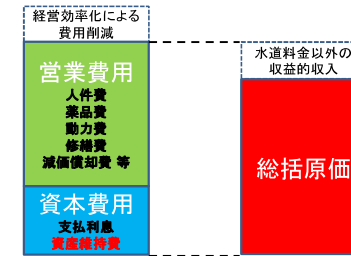 経営効率化による
費用削減
営業費用
人件費
薬品費
動力費
修繕費
減価償却費 等
資本費用
支払利息
資産維持費
水道料金以外の
収益的収入
総括原価